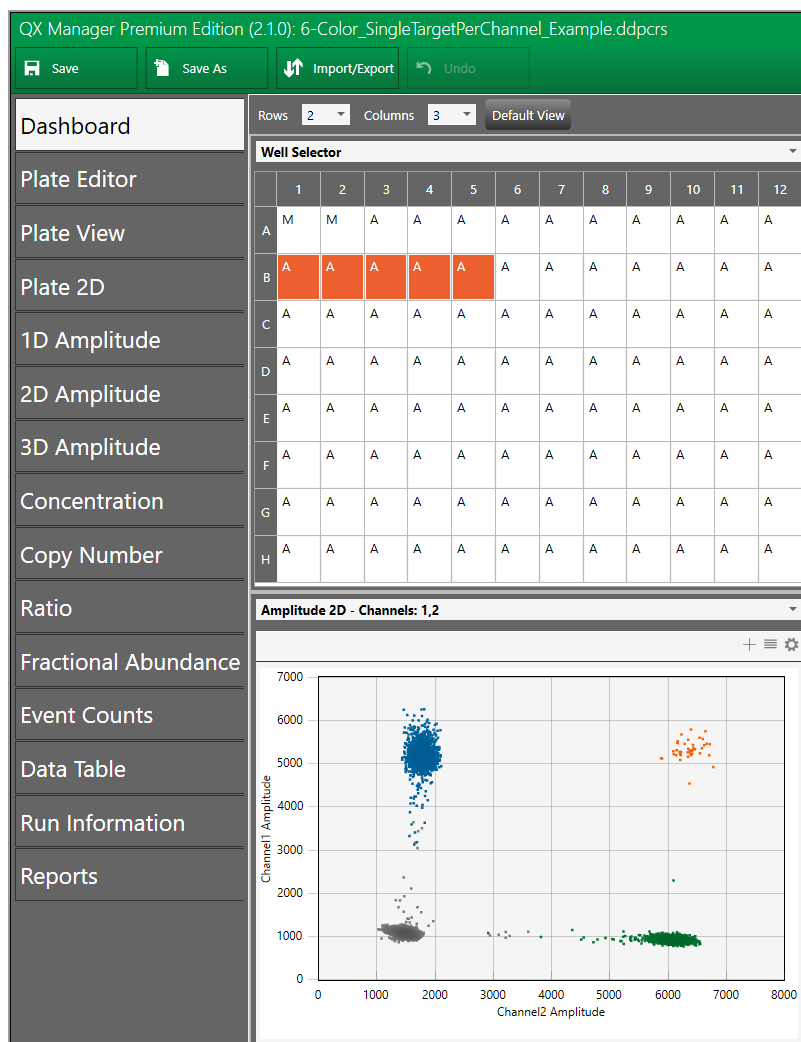 QX Manager Premium Edition (2.1.0): 6-Color_SingleTargetPerChannel_Example.ddpcrs
Save Save As Import/Export Undo
Dashboard
Plate Editor
Plate View
Plate 2D
1D Amplitude
2D Amplitude
3D Amplitude
Concentration
Copy Number
Ratio
Fractional Abundance
Event Counts
Data Table
Run Information
Reports
Rows 2 Columns 3 Default View
Well Selector
1 2 3 4 5 6 7 8 9 10 11 12
A M M A A A A A A A A A A
B A A A A A A A A A A A A
C A A A A A A A A A A A A
D A A A A A A A A A A A A
E A A A A A A A A A A A A
F A A A A A A A A A A A A
G A A A A A A A A A A A A
H A A A A A A A A A A A A
Amplitude 2D - Channels: 1,2
Channel1 Amplitude
7000
6000
5000
4000
3000
2000
1000
0
0 1000 2000 3000 4000 5000 6000 7000 8000
Channel2 Amplitude